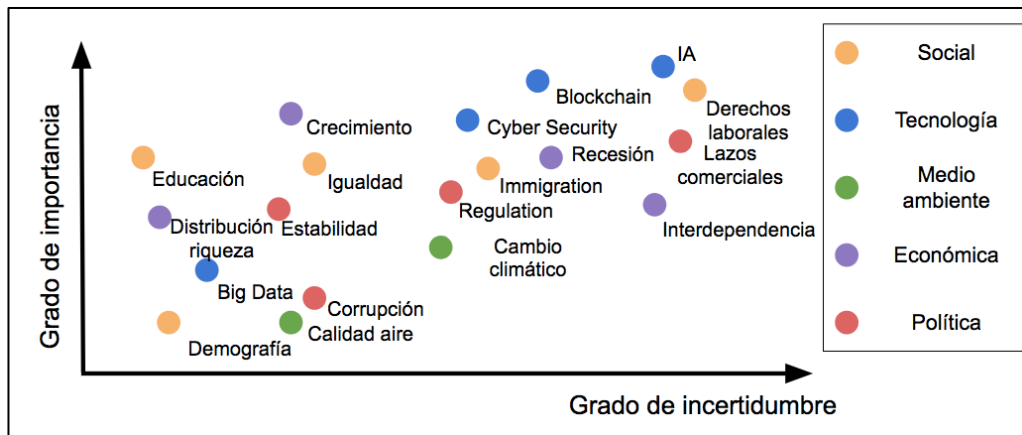 Grado de importancia
IA
Blockchain
Derechos
laborales
Crecimiento
Cyber Security
Recesión
Lazos
comerciales
Educación
Igualdad
Immigration
Regulation
Distribución
riqueza
Estabilidad
Interdependencia
Cambio
climático
Big Data
Corrupción
Calidad aire
Demografía
Grado de incertidumbre
Social
Tecnología
Medio
ambiente
Económica
Política